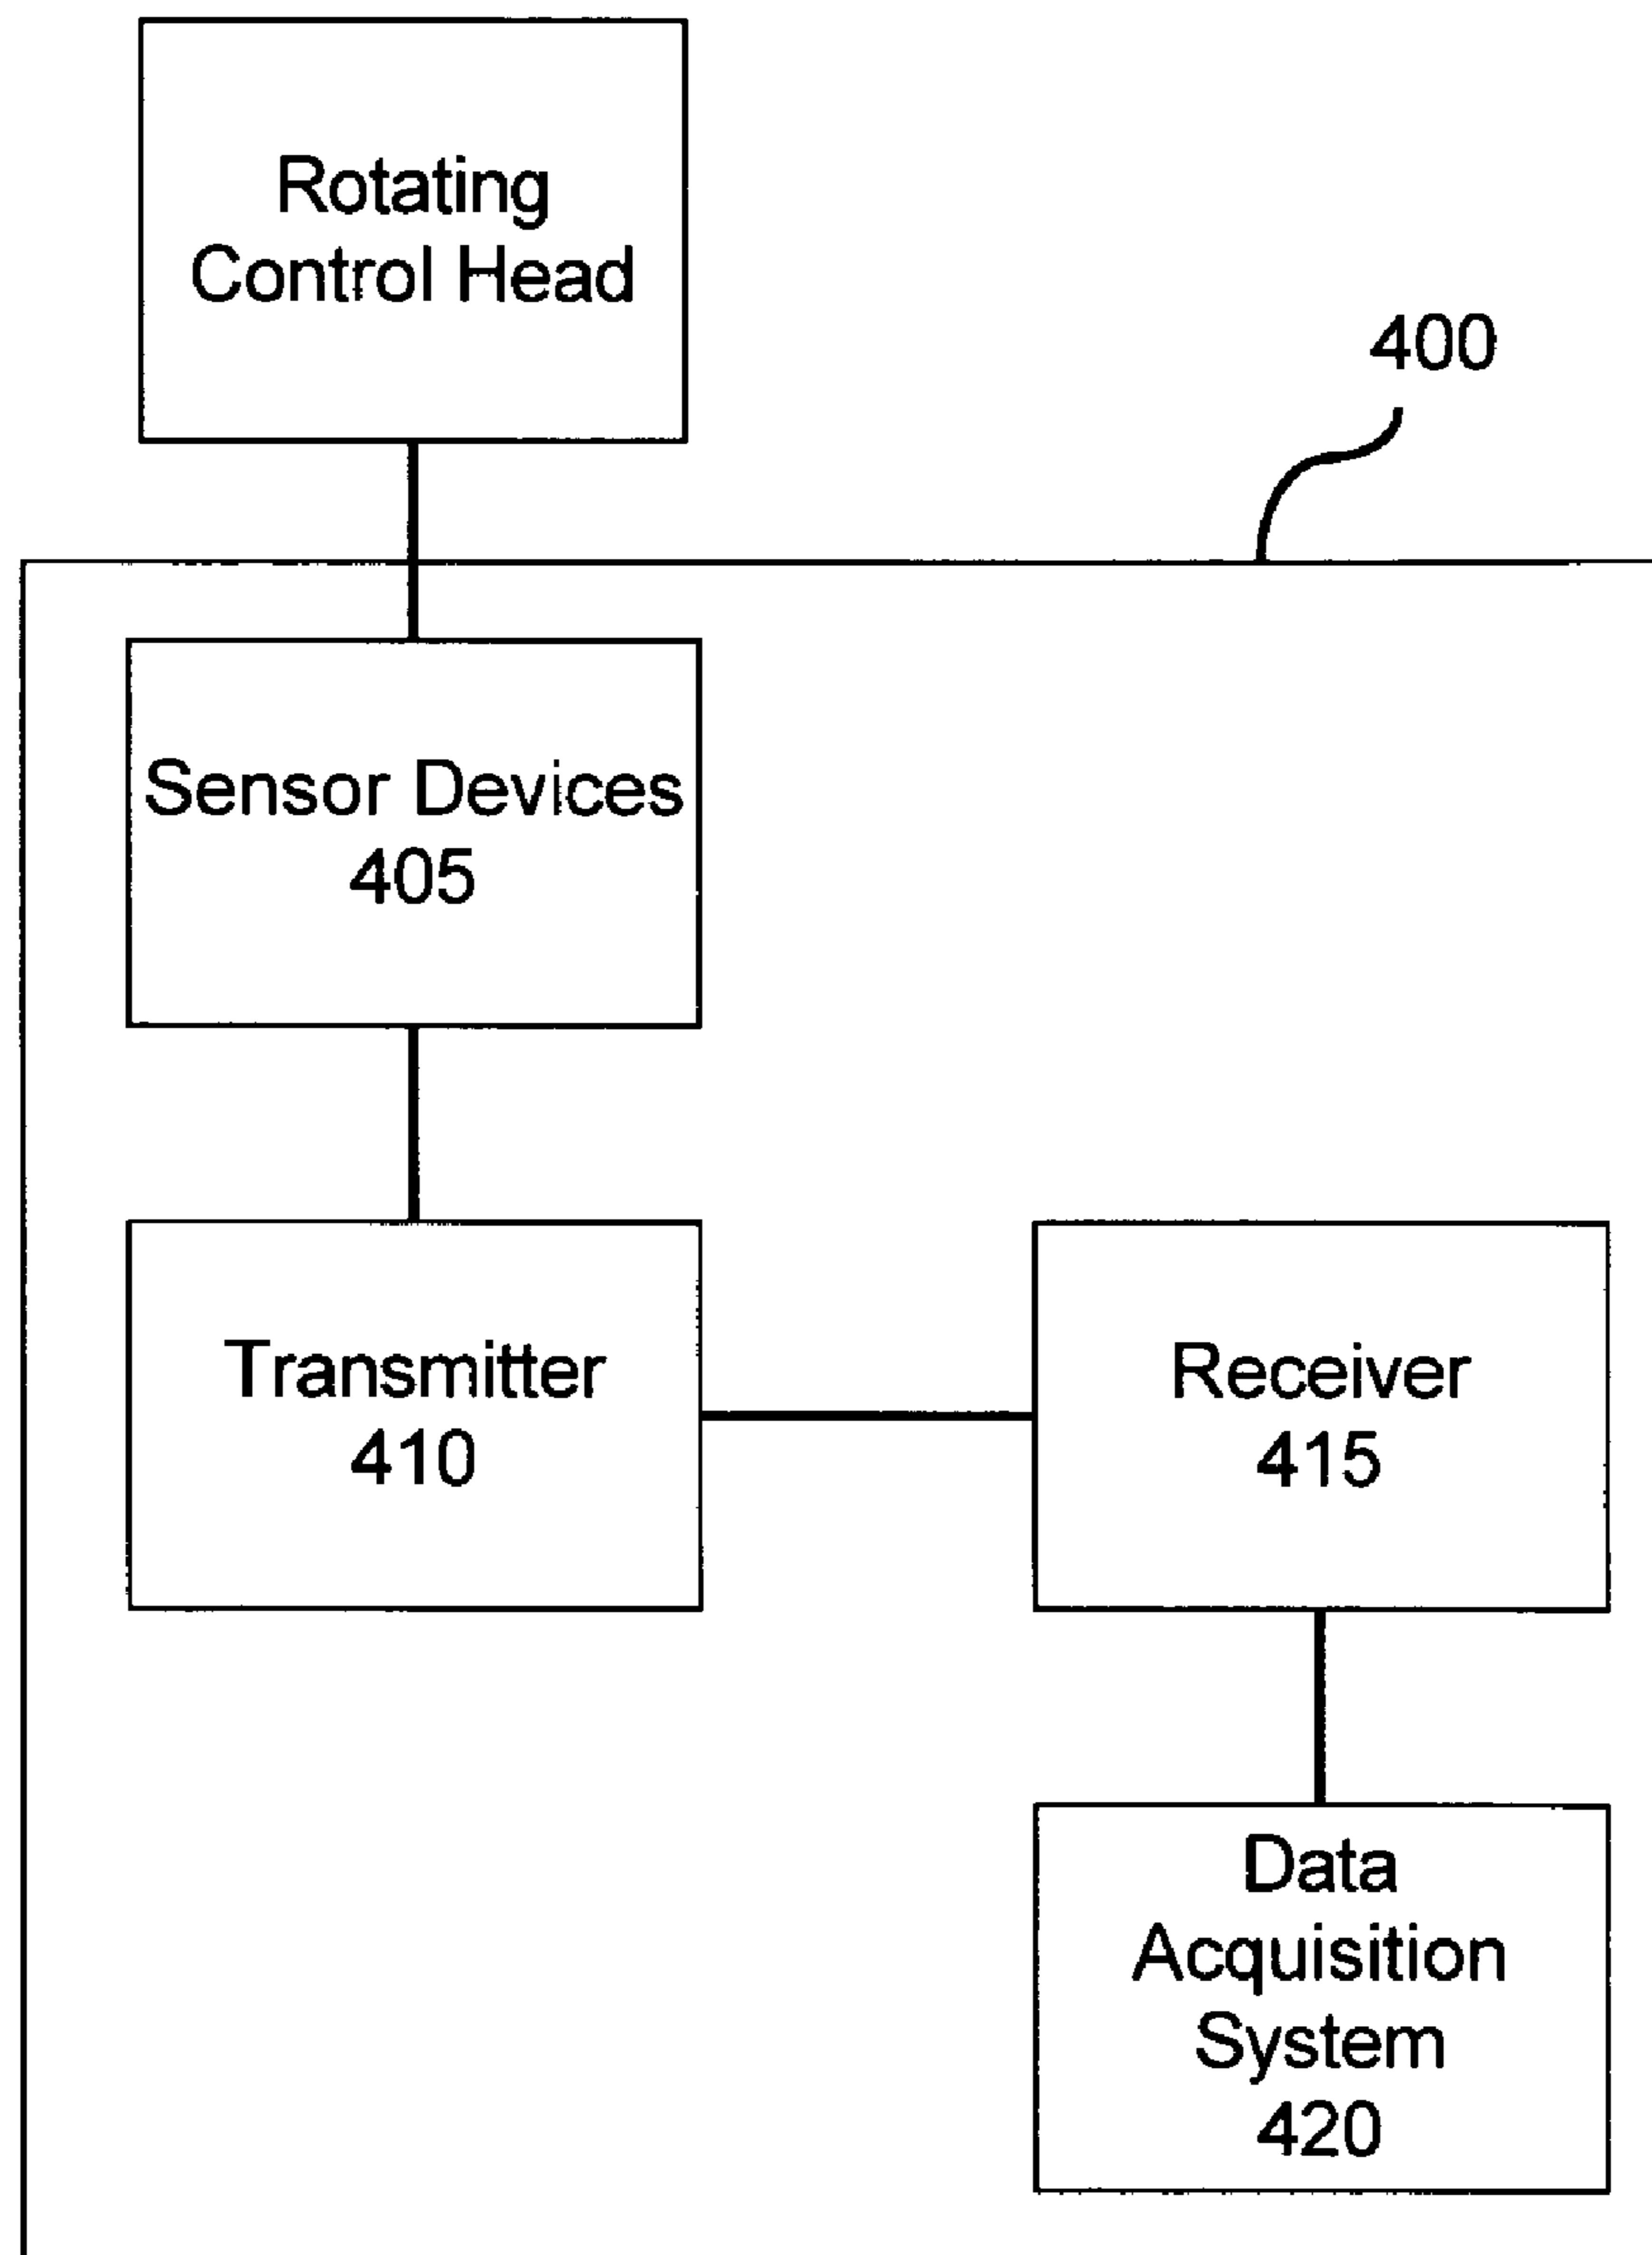 Rotating
Control Head
400
Sensor Devices
405
Transmitter
410
Receiver
415
Data
Acquisition
System
420